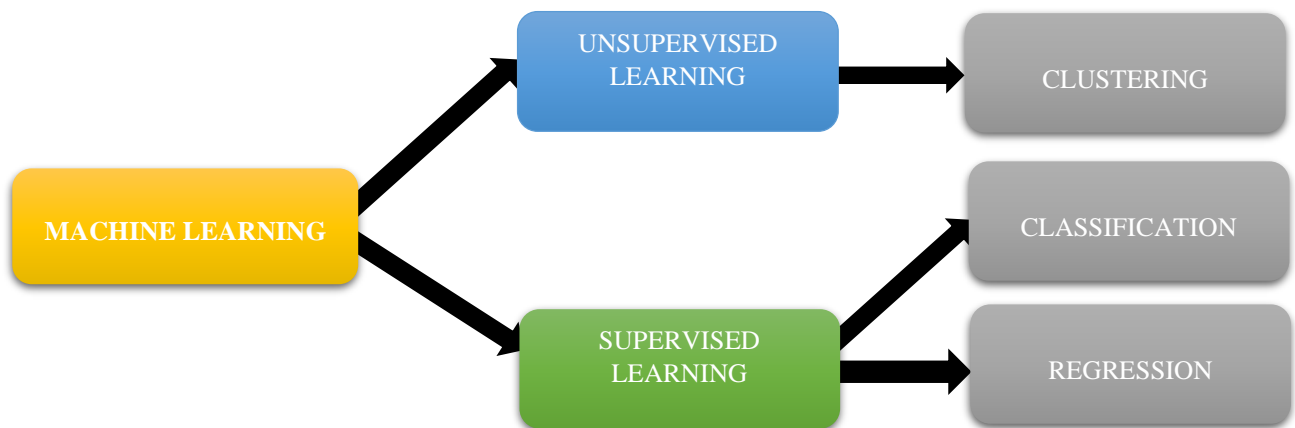 UNSUPERVISED
LEARNING
CLUSTERING
MACHINE LEARNING
CLASSIFICATION
SUPERVISED
LEARNING
REGRESSION